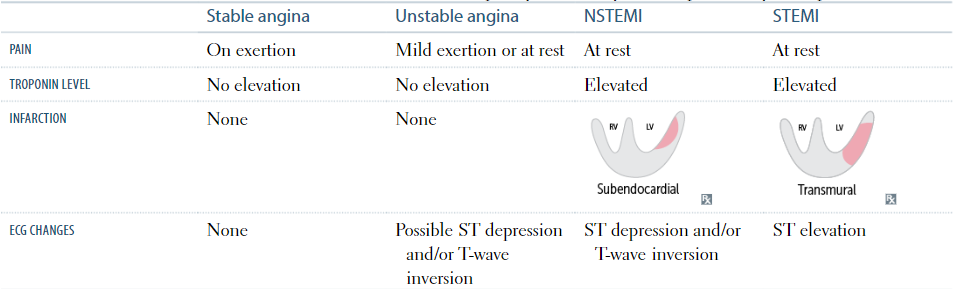 Stable angina Unstable angina NSTEMI STEMI
PAIN On exertion Mild exertion or at rest At rest At rest
TROPONIN LEVEL No elevation No elevation Elevated Elevated
INFARCTION None None
RV LV RV LV
Subendocardial Transmural
Rx Rx
ECG CHANGES None Possible ST depression ST depression and/or ST elevation
and/or T-wave T-wave inversion
inversion